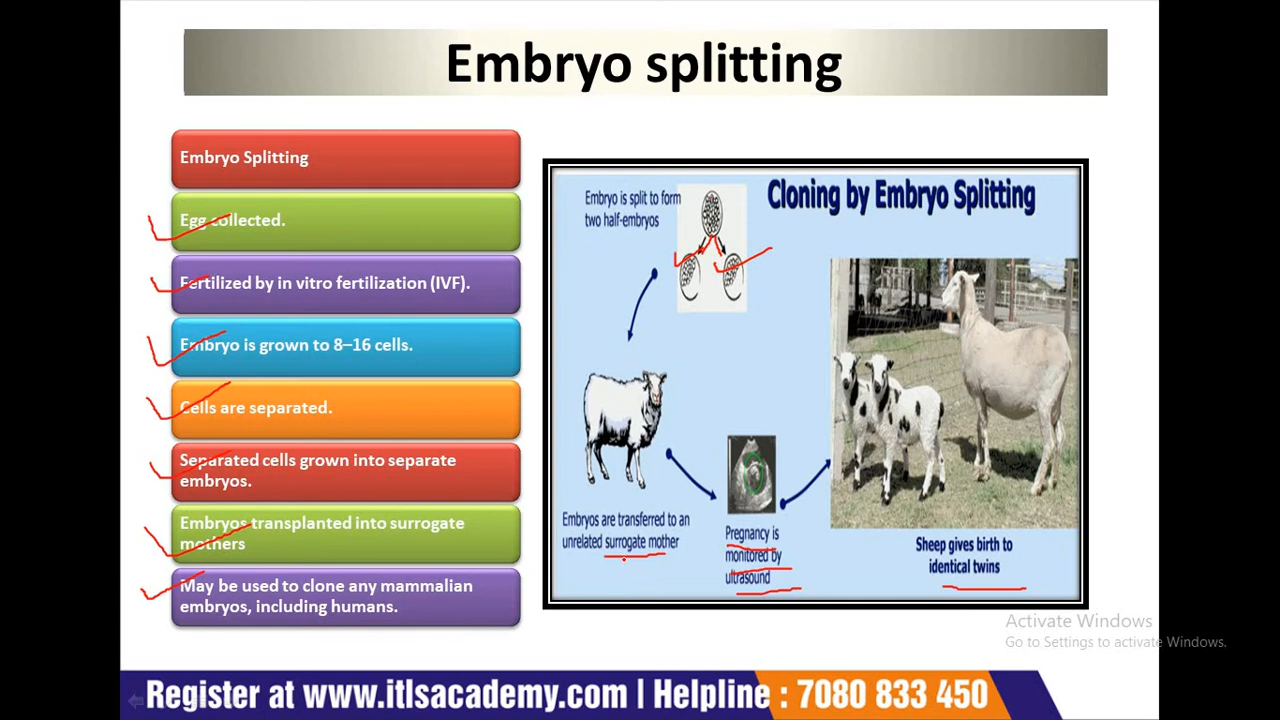 Embryo splitting
Embryo Splitting
Egg collected.
Fertilized by in vitro fertilization (IVF).
Embryo is grown to 8–16 cells.
Cells are separated.
Separated cells grown into separate
embryos.
Embryos transplanted into surrogate
mothers
May be used to clone any mammalian
embryos, including humans.
Cloning by Embryo Splitting
Embryo is split to form
two half-embryos
Embryos are transferred to an
unrelated surrogate mother
Pregnancy is
monitored by
ultrasound
Sheep gives birth to
identical twins
Activate Windows
Go to Settings to activate Windows.
Register at www.itlsacademy.com | Helpline : 7080 833 450